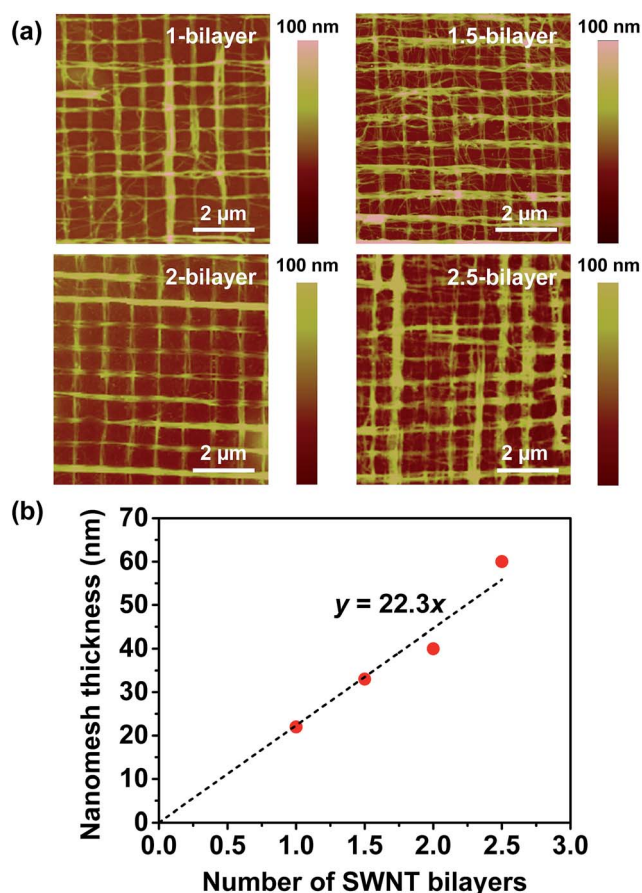 (a)
1-bilayer
100 nm
1.5-bilayer
100 nm
2 µm
2 µm
2-bilayer
100 nm
2.5-bilayer
100 nm
2 µm
2 µm
(b)
Nanomesh thickness (nm)
70
60
50
40
30
20
10
0
y = 22.3x
0.0 0.5 1.0 1.5 2.0 2.5 3.0
Number of SWNT bilayers